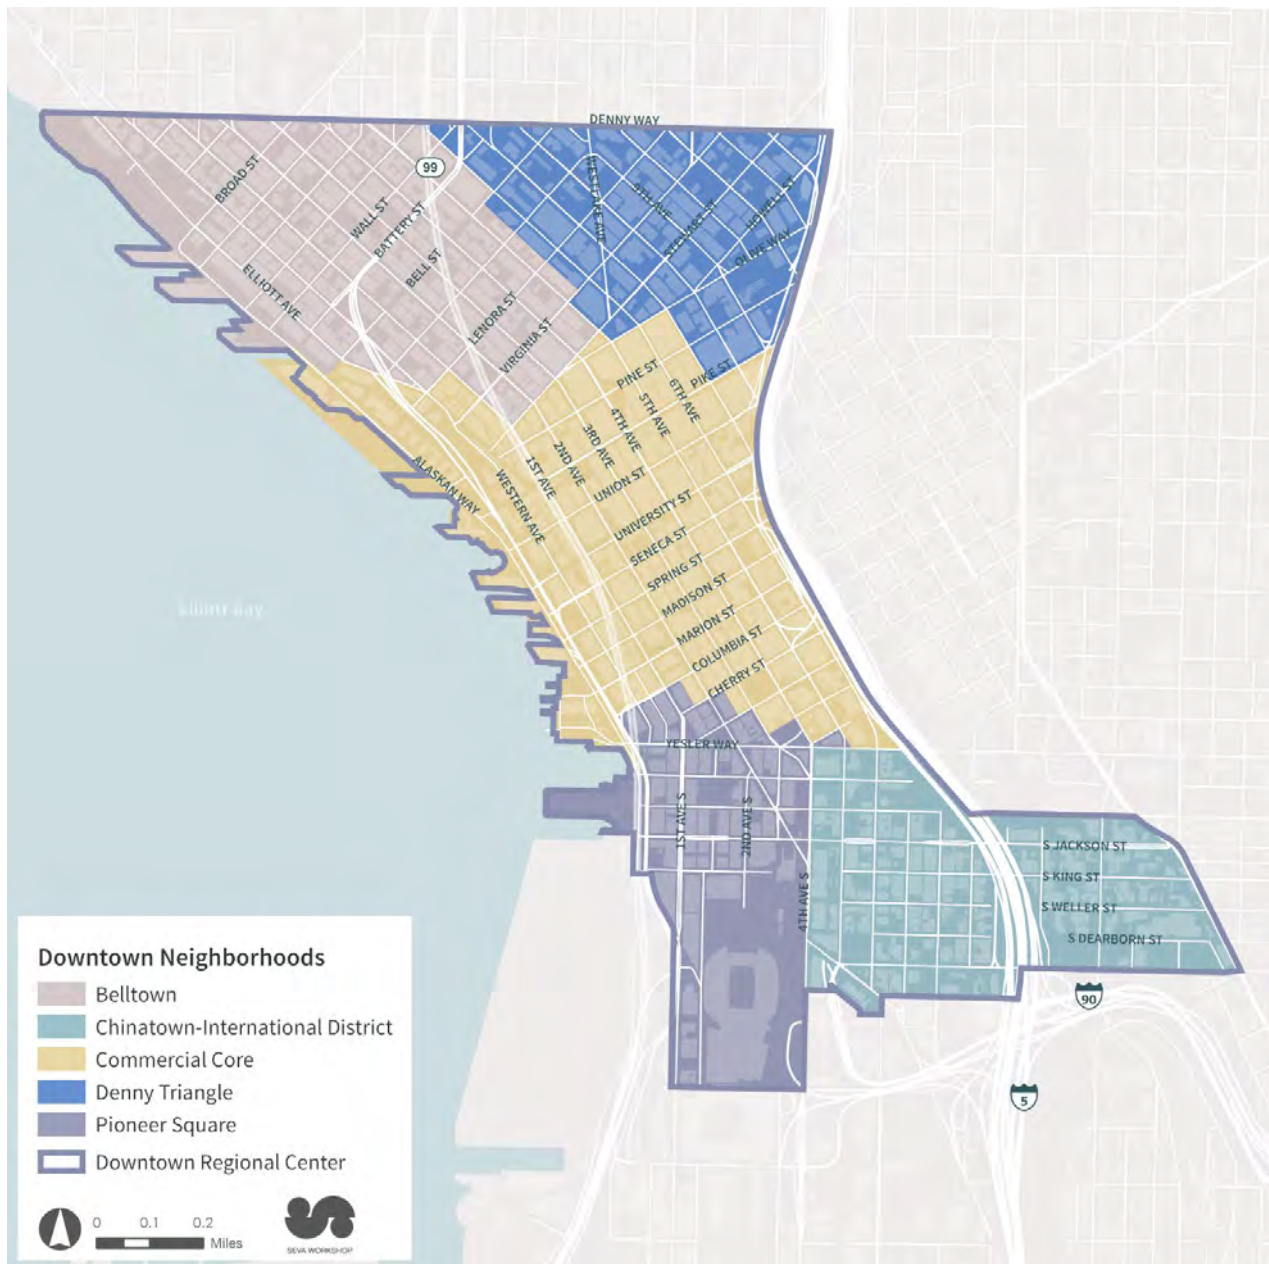 DENNY WAY
99
BROAD ST
WALL ST
BATTERY ST
BELL ST
ELLIOTT AVE
LENORA ST
VIRGINIA ST
WESTLAKE AVE
9TH AVE
STEWART ST
HOWELL ST
OLIVE WAY
PINE ST
PIKE ST
6TH AVE
5TH AVE
4TH AVE
3RD AVE
2ND AVE
1ST AVE
WESTERN AVE
ALASKAN WAY
UNION ST
UNIVERSITY ST
SENECA ST
SPRING ST
MADISON ST
MARION ST
COLUMBIA ST
CHERRY ST
Elliott Bay
YESLER WAY
1ST AVE S
2ND AVE S
4TH AVE S
S JACKSON ST
S KING ST
S WELLER ST
S DEARBORN ST
90
5
Downtown Neighborhoods
Belltown
Chinatown-International District
Commercial Core
Denny Triangle
Pioneer Square
Downtown Regional Center
0 0.1 0.2
Miles
SEVA WORKSHOP